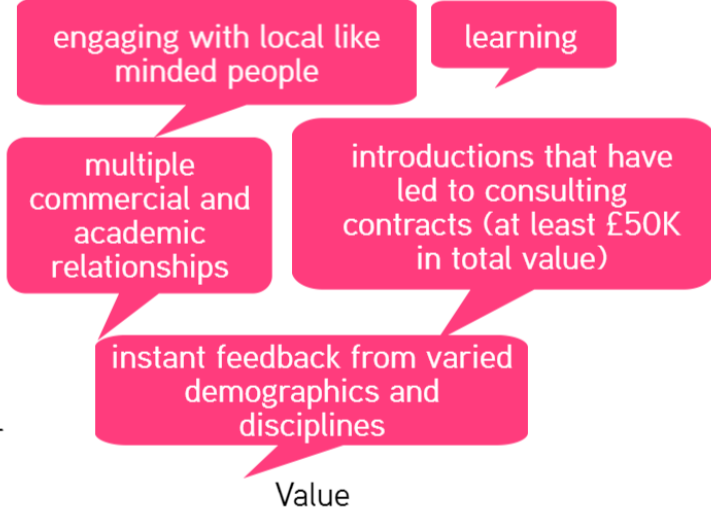 engaging with local like
minded people
learning
multiple
commercial and
academic
relationships
introductions that have
led to consulting
contracts (at least £50K
in total value)
instant feedback from varied
demographics and
disciplines
Value